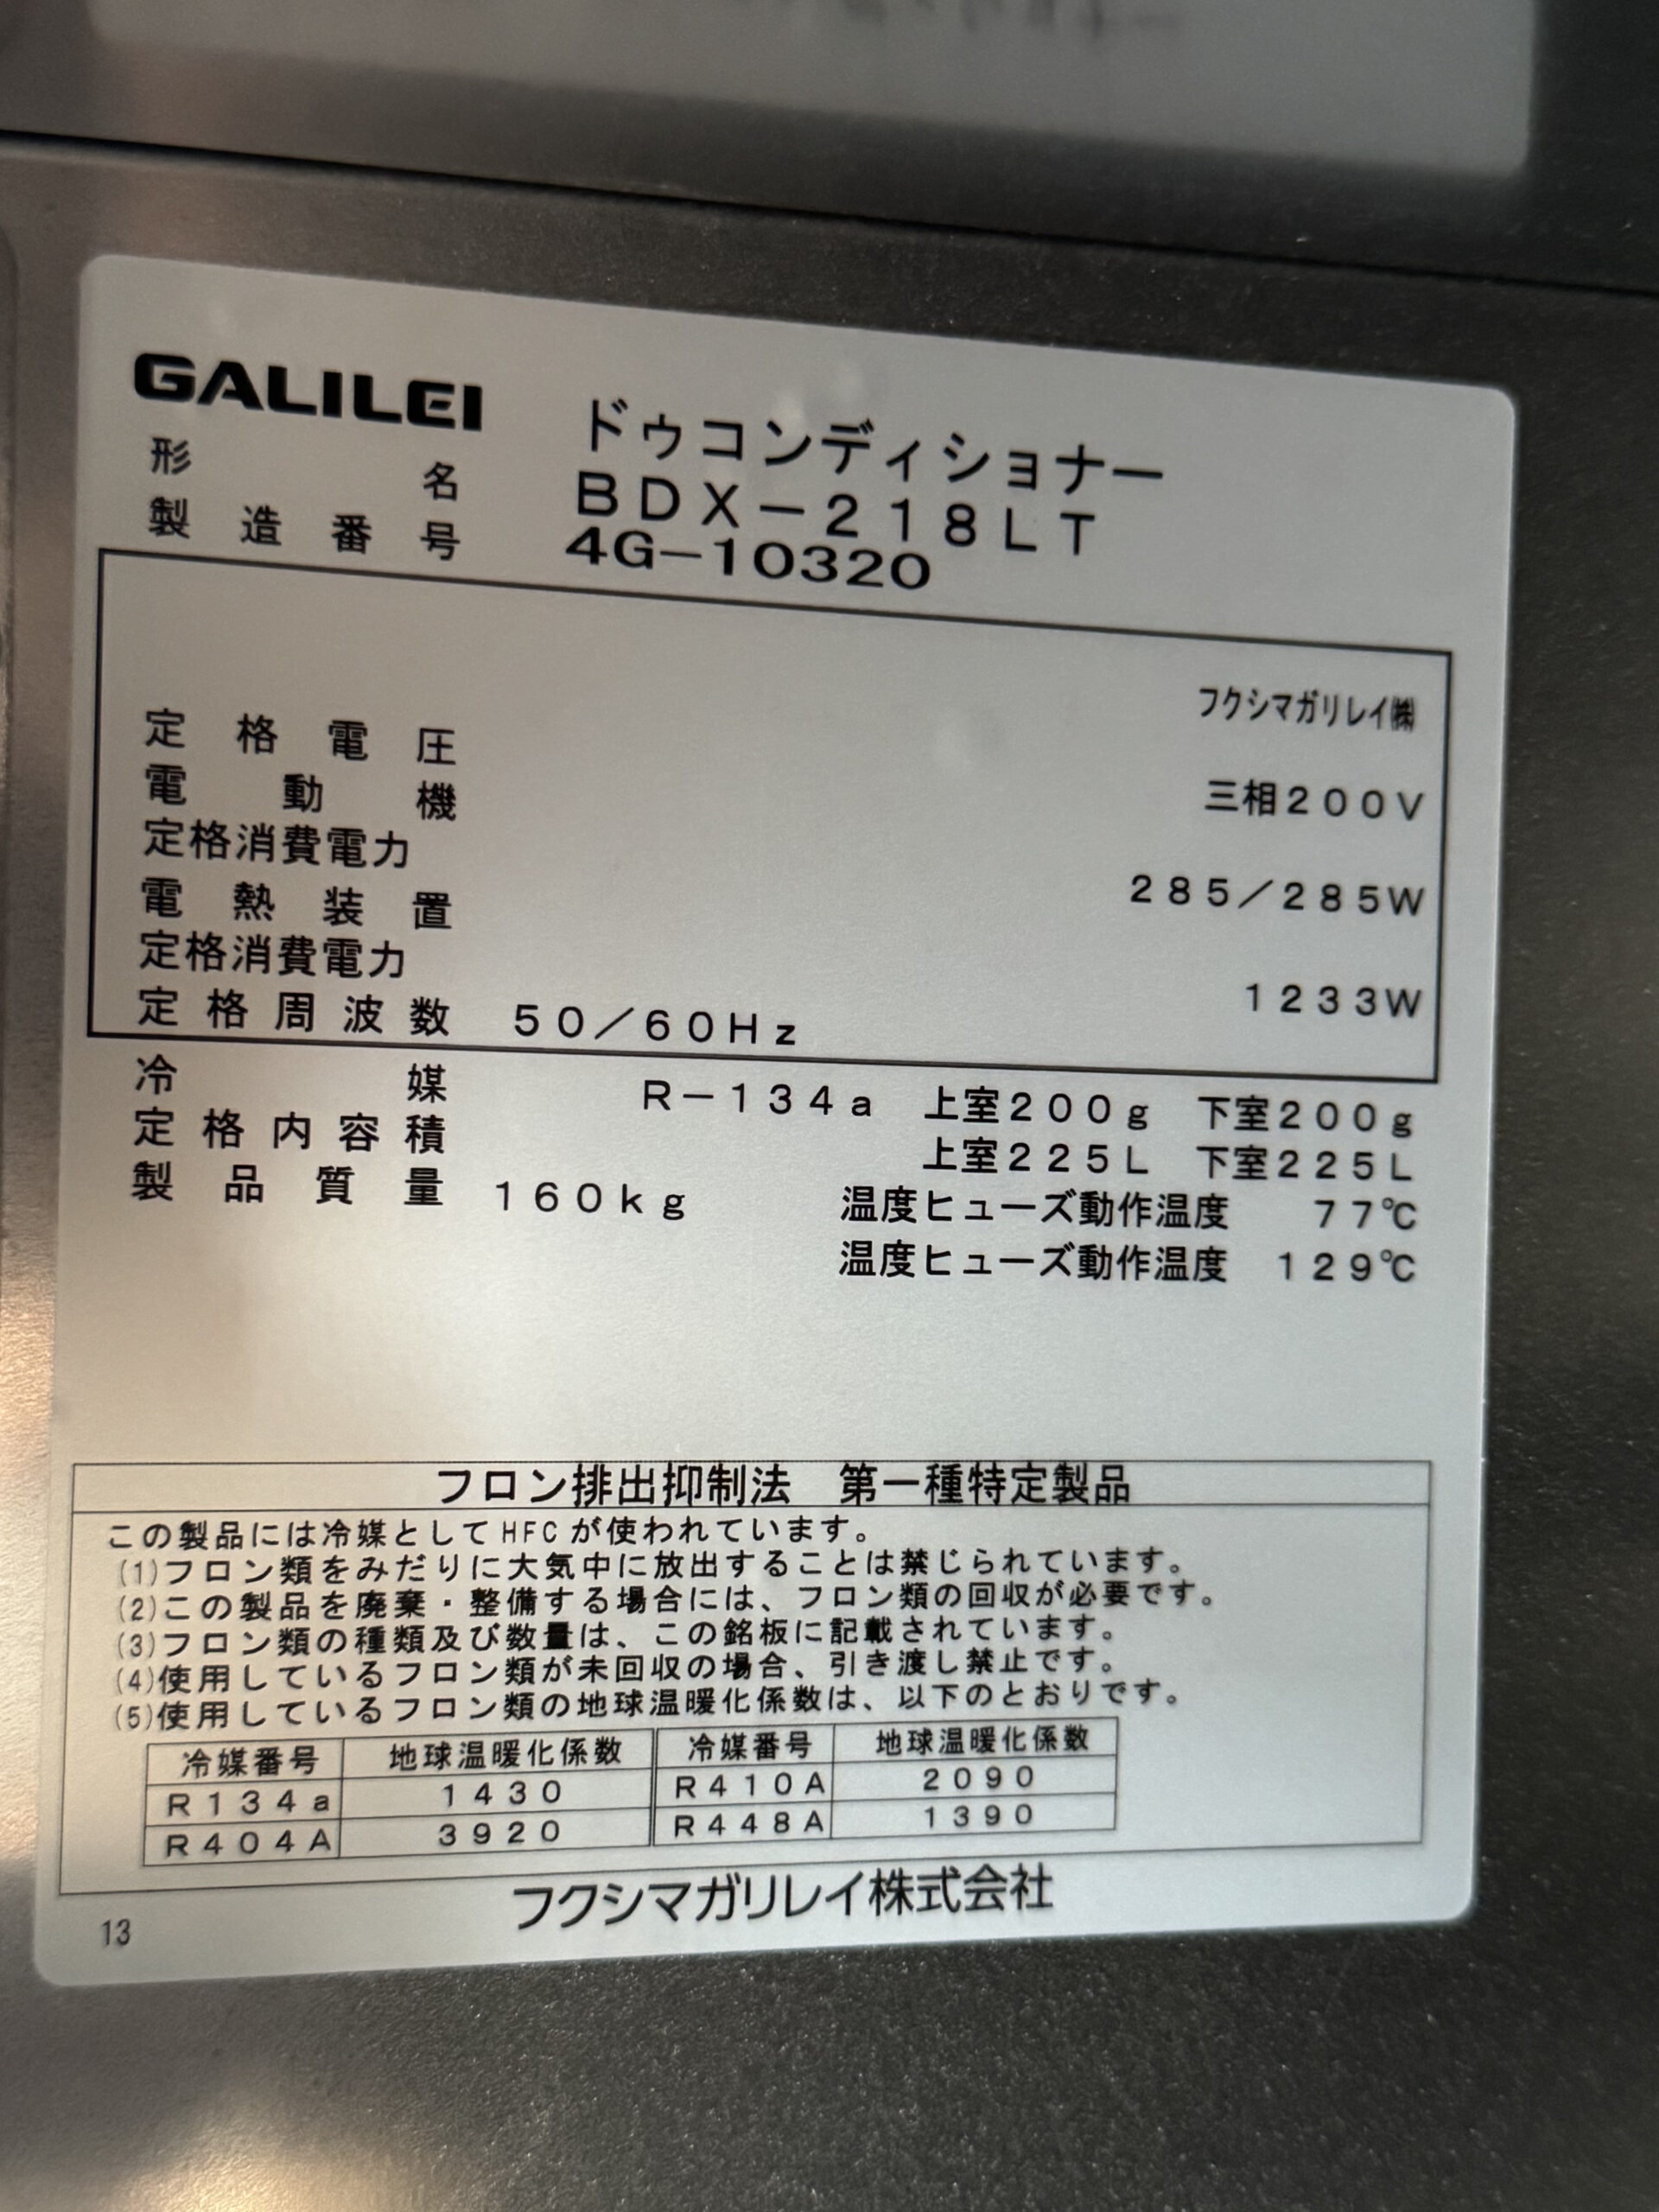 GALILEI ドゥコンディショナー
形名 BDX-218LT
製造番号 4G-10320
フクシマガリレイ㈱
定格電圧 三相200V
電動機
定格消費電力 285/285W
電熱装置
定格消費電力 1233W
定格周波数 50/60Hz
冷媒 R-134a 上室200g 下室200g
定格内容積 上室225L 下室225L
製品質量 160kg 温度ヒューズ動作温度 77℃
温度ヒューズ動作温度 129℃
フロン排出抑制法 第一種特定製品
この製品には冷媒としてHFCが使われています。
(1)フロン類をみだりに大気中に放出することは禁じられています。
(2)この製品を廃棄・整備する場合には、フロン類の回収が必要です。
(3)フロン類の種類及び数量は、この銘板に記載されています。
(4)使用しているフロン類が未回収の場合、引き渡し禁止です。
(5)使用しているフロン類の地球温暖化係数は、以下のとおりです。
冷媒番号 地球温暖化係数 冷媒番号 地球温暖化係数
R134a 1430 R410A 2090
R404A 3920 R448A 1390
フクシマガリレイ株式会社
13